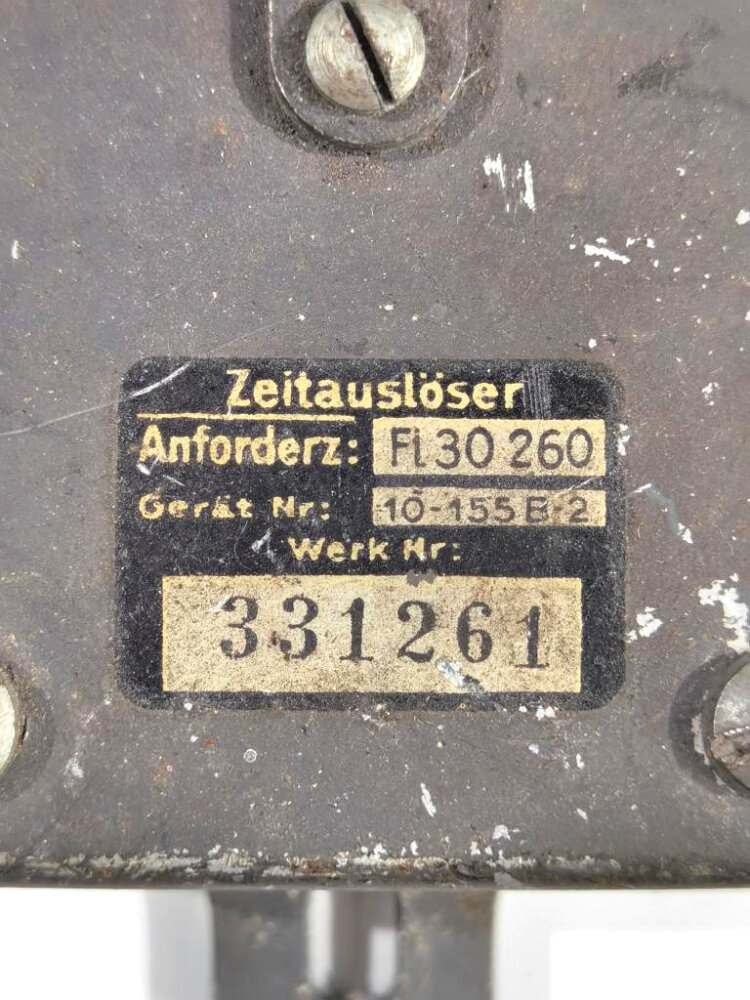 Zeitauslöser
Anforderz: Fl 30 260
Gerät Nr: 10-155 B-2
Werk Nr:
331261